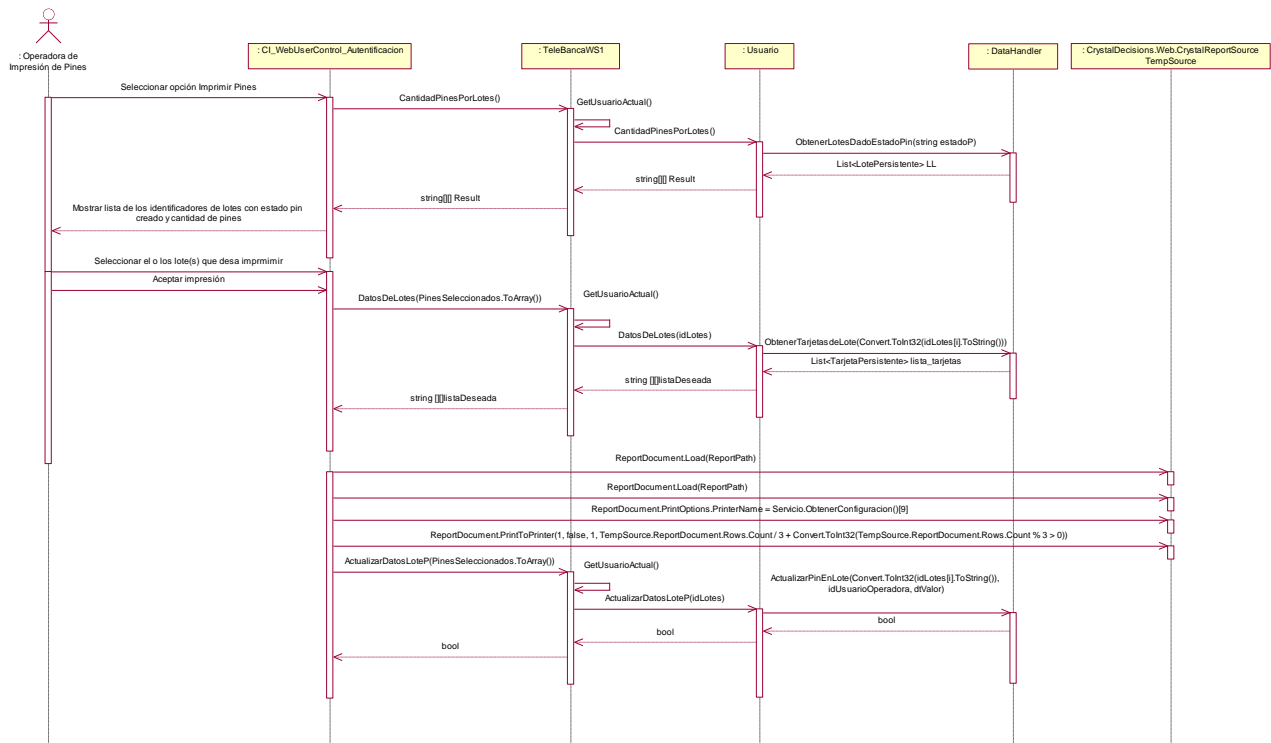 : Operadora de
Impresión de Pines
: CI_WebUserControl_Autentificacion
: TeleBancaWS1
: Usuario
: DataHandler
: CrystalDecisions.Web.CrystalReportSource
TempSource
Seleccionar opción Imprimir Pines
CantidadPinesPorLotes()
GetUsuarioActual()
CantidadPinesPorLotes()
ObtenerLotesDadoEstadoPin(string estadoP)
List<LotePersistente> LL
string[][] Result
string[][] Result
Mostrar lista de los identificadores de lotes con estado pin
creado y cantidad de pines
Seleccionar el o los lote(s) que desa imprmimir
Aceptar impresión
DatosDeLotes(PinesSeleccionados.ToArray())
GetUsuarioActual()
DatosDeLotes(idLotes)
ObtenerTarjetasdeLote(Convert.ToInt32(idLotes[i].ToString()))
List<TarjetaPersistente> lista_tarjetas
string [][]listaDeseada
string [][]listaDeseada
ReportDocument.Load(ReportPath)
ReportDocument.Load(ReportPath)
ReportDocument.PrintOptions.PrinterName = Servicio.ObtenerConfiguracion()[9]
ReportDocument.PrintToPrinter(1, false, 1, TempSource.ReportDocument.Rows.Count / 3 + Convert.ToInt32(TempSource.ReportDocument.Rows.Count % 3 > 0))
ActualizarDatosLoteP(PinesSeleccionados.ToArray())
GetUsuarioActual()
ActualizarDatosLoteP(idLotes)
ActualizarPinEnLote(Convert.ToInt32(idLotes[i].ToString()),
idUsuarioOperadora, dtValor)
bool
bool
bool